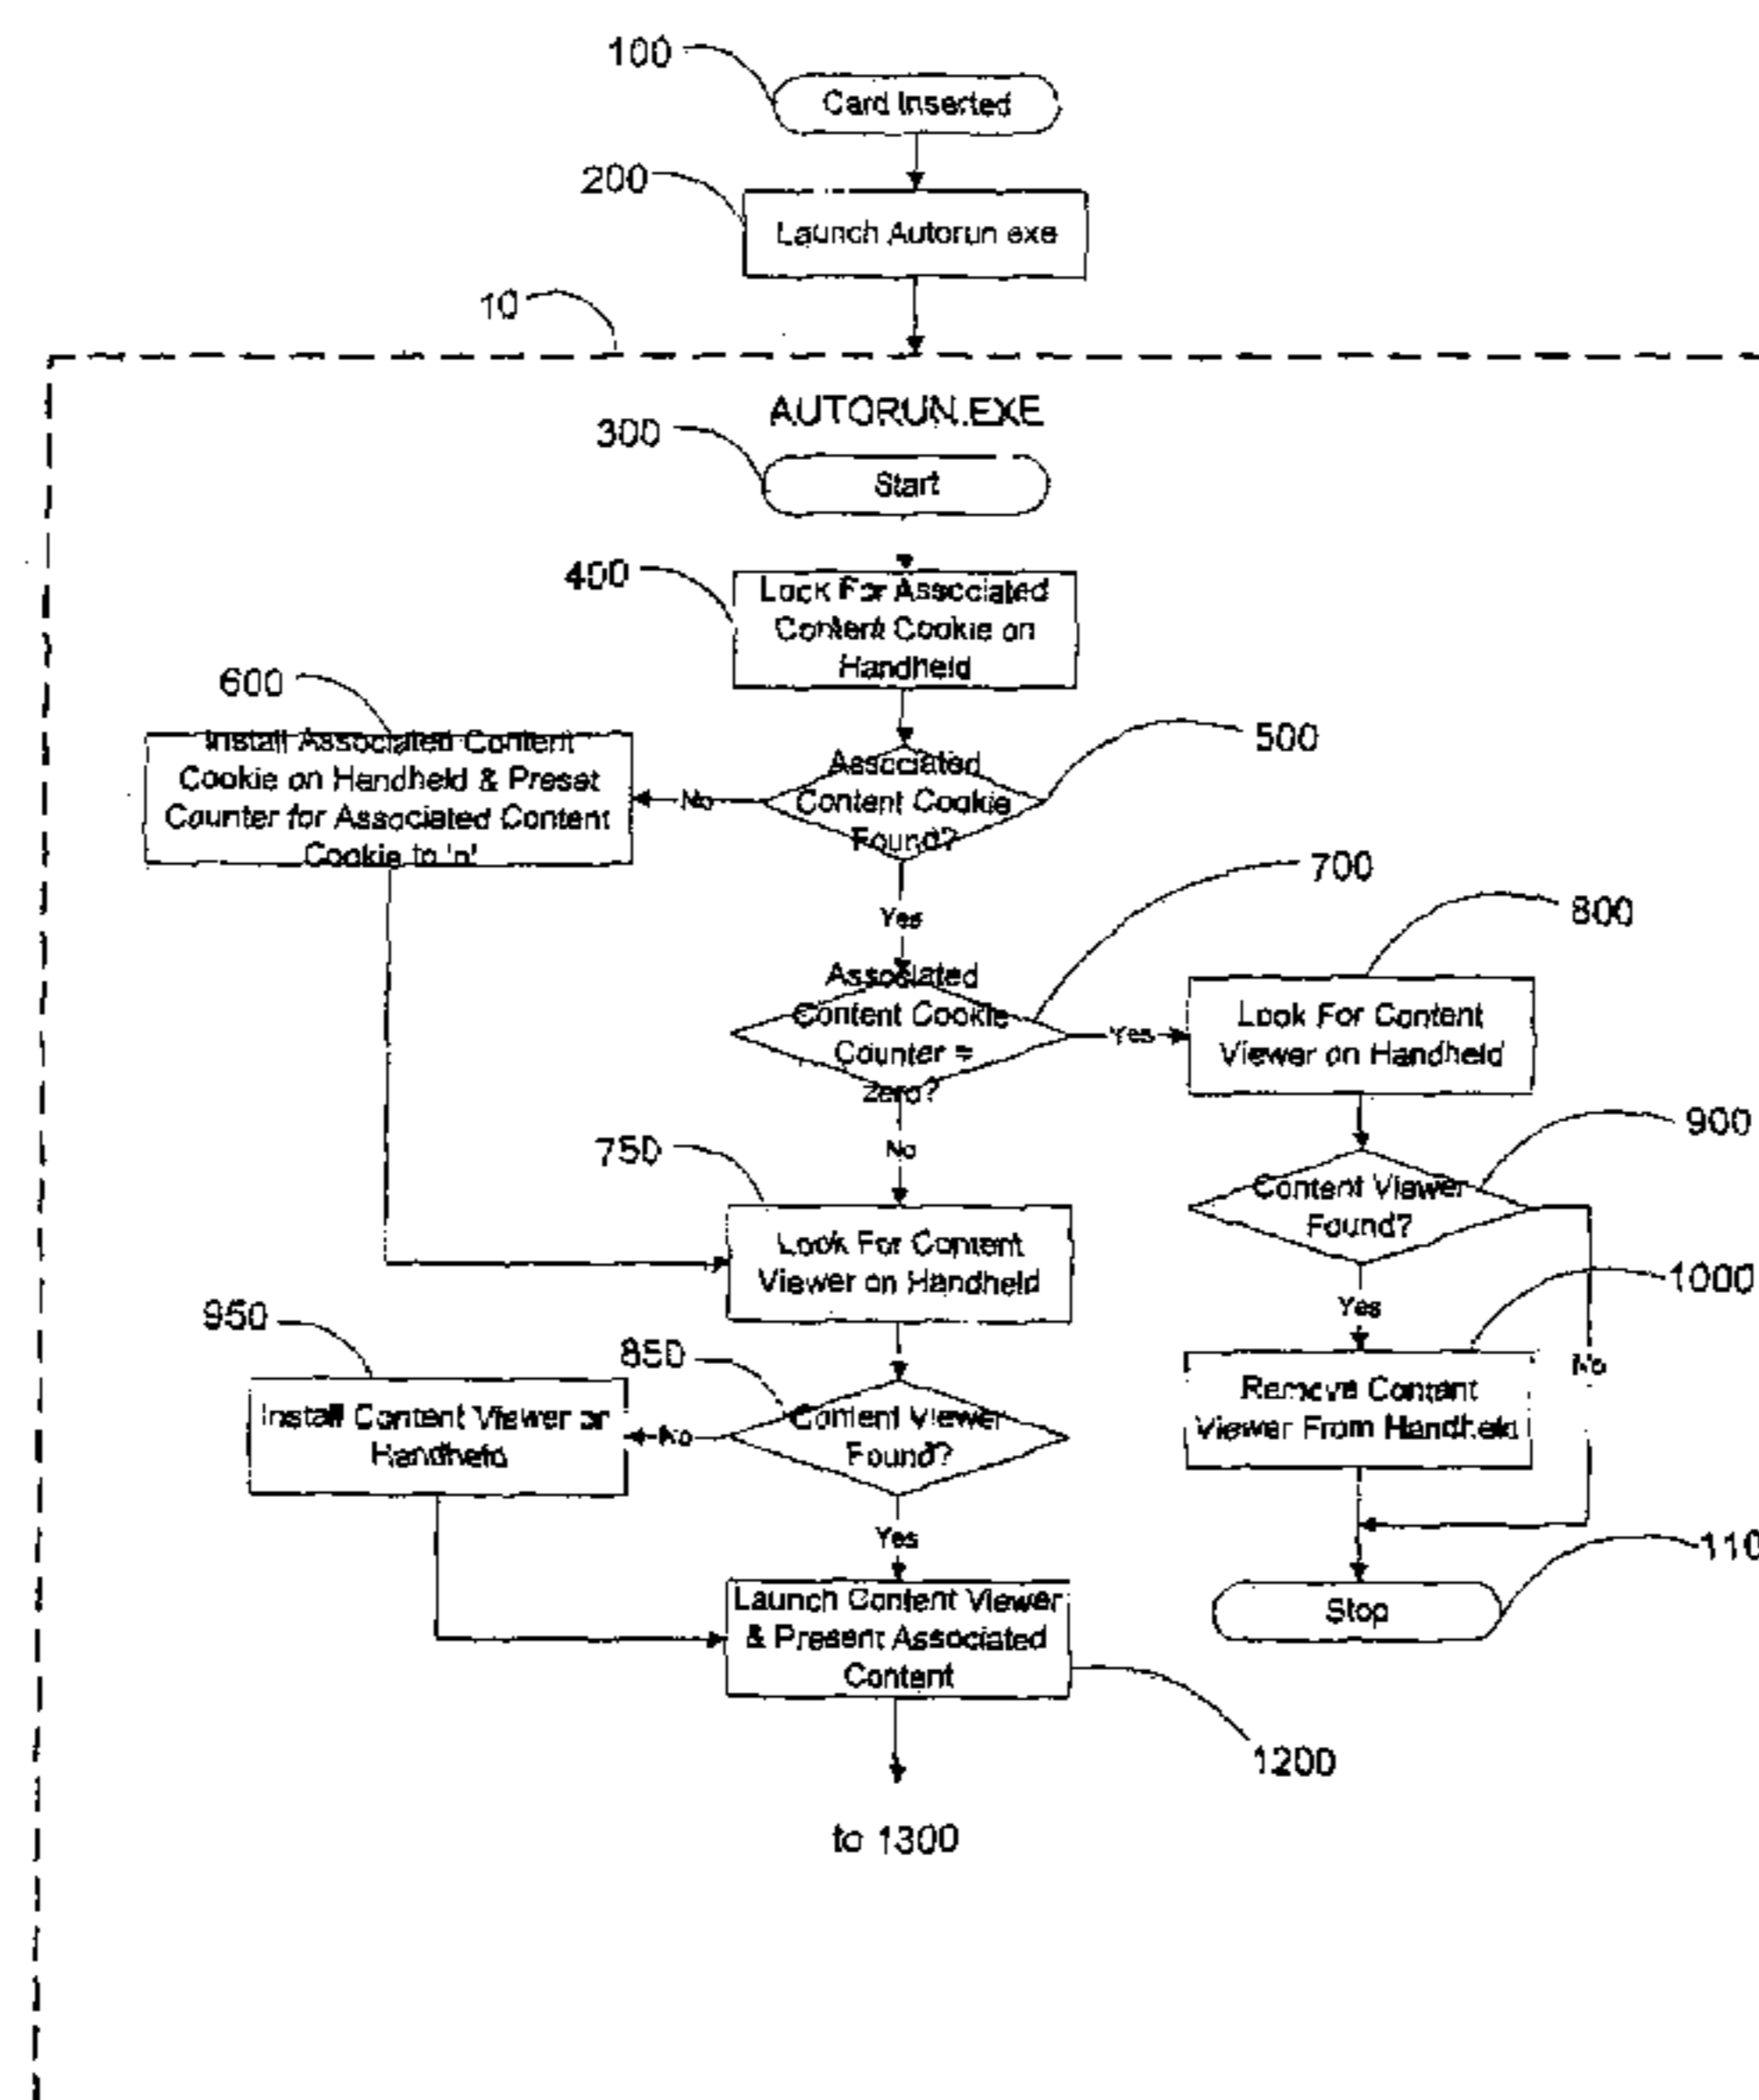 100
Card Inserted
200
Launch Autorun exe
10
AUTORUN.EXE
300
Start
400
Look For Associated
Content Cookie on
Handheld
600
Install Associated Content
Cookie on Handheld & Preset
Counter for Associated Content
Cookie to 'n'
500
Associated
Content Cookie
Found?
No
Yes
700
Associated
Content Cookie
Counter =
zero?
Yes
No
800
Look For Content
Viewer on Handheld
900
Content Viewer
Found?
Yes
No
750
Look For Content
Viewer on Handheld
1000
Remove Content
Viewer From Handheld
950
Install Content Viewer on
Handheld
850
Content Viewer
Found?
No
Yes
110
Stop
Launch Content Viewer
& Present Associated
Content
1200
to 1300